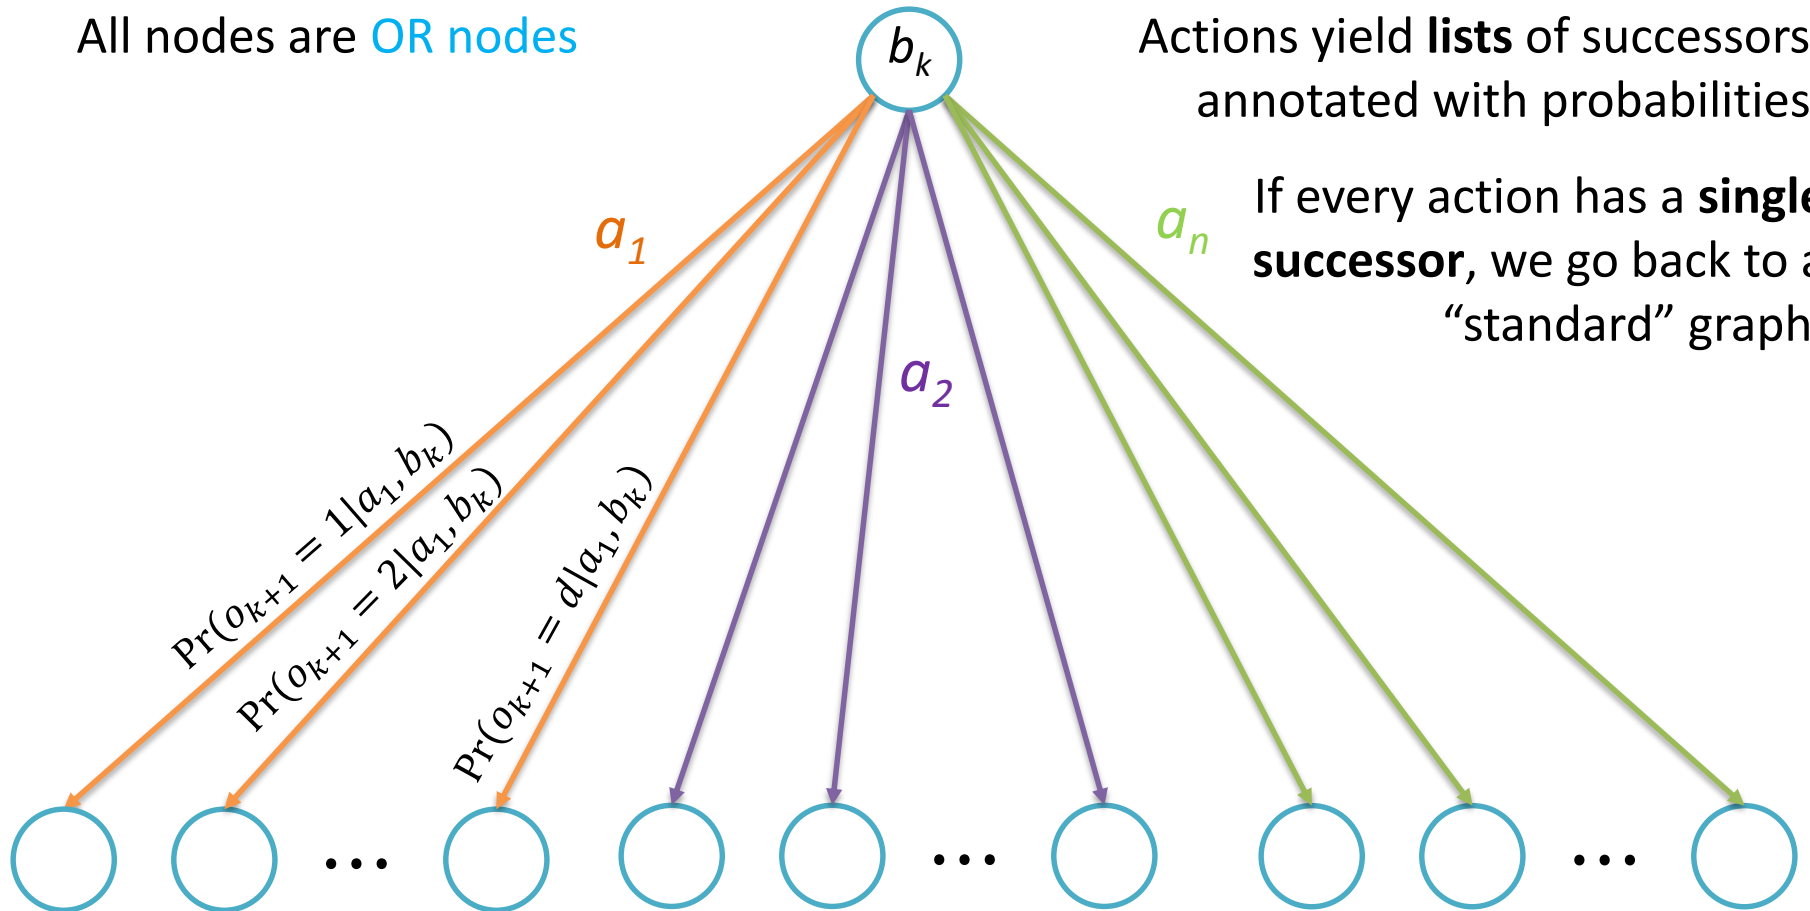 All nodes are OR nodes
b_k
Actions yield lists of successors
annotated with probabilities
If every action has a single
successor, we go back to a
“standard” graph
a_1
a_n
a_2
Pr(o_{k+1} = 1|a_1, b_k)
Pr(o_{k+1} = 2|a_1, b_k)
Pr(o_{k+1} = d|a_1, b_k)
... ... ...